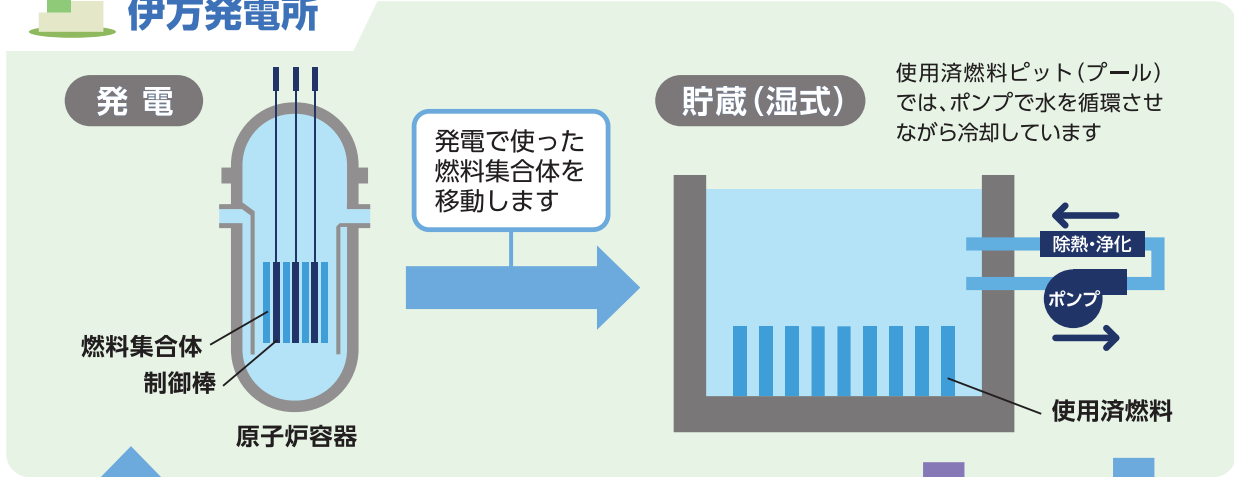 伊方発電所
発電
発電で使った
燃料集合体を
移動します
燃料集合体
制御棒
原子炉容器
貯蔵(湿式)
使用済燃料ピット(プール)
では、ポンプで水を循環させ
ながら冷却しています
除熱・浄化
ポンプ
使用済燃料